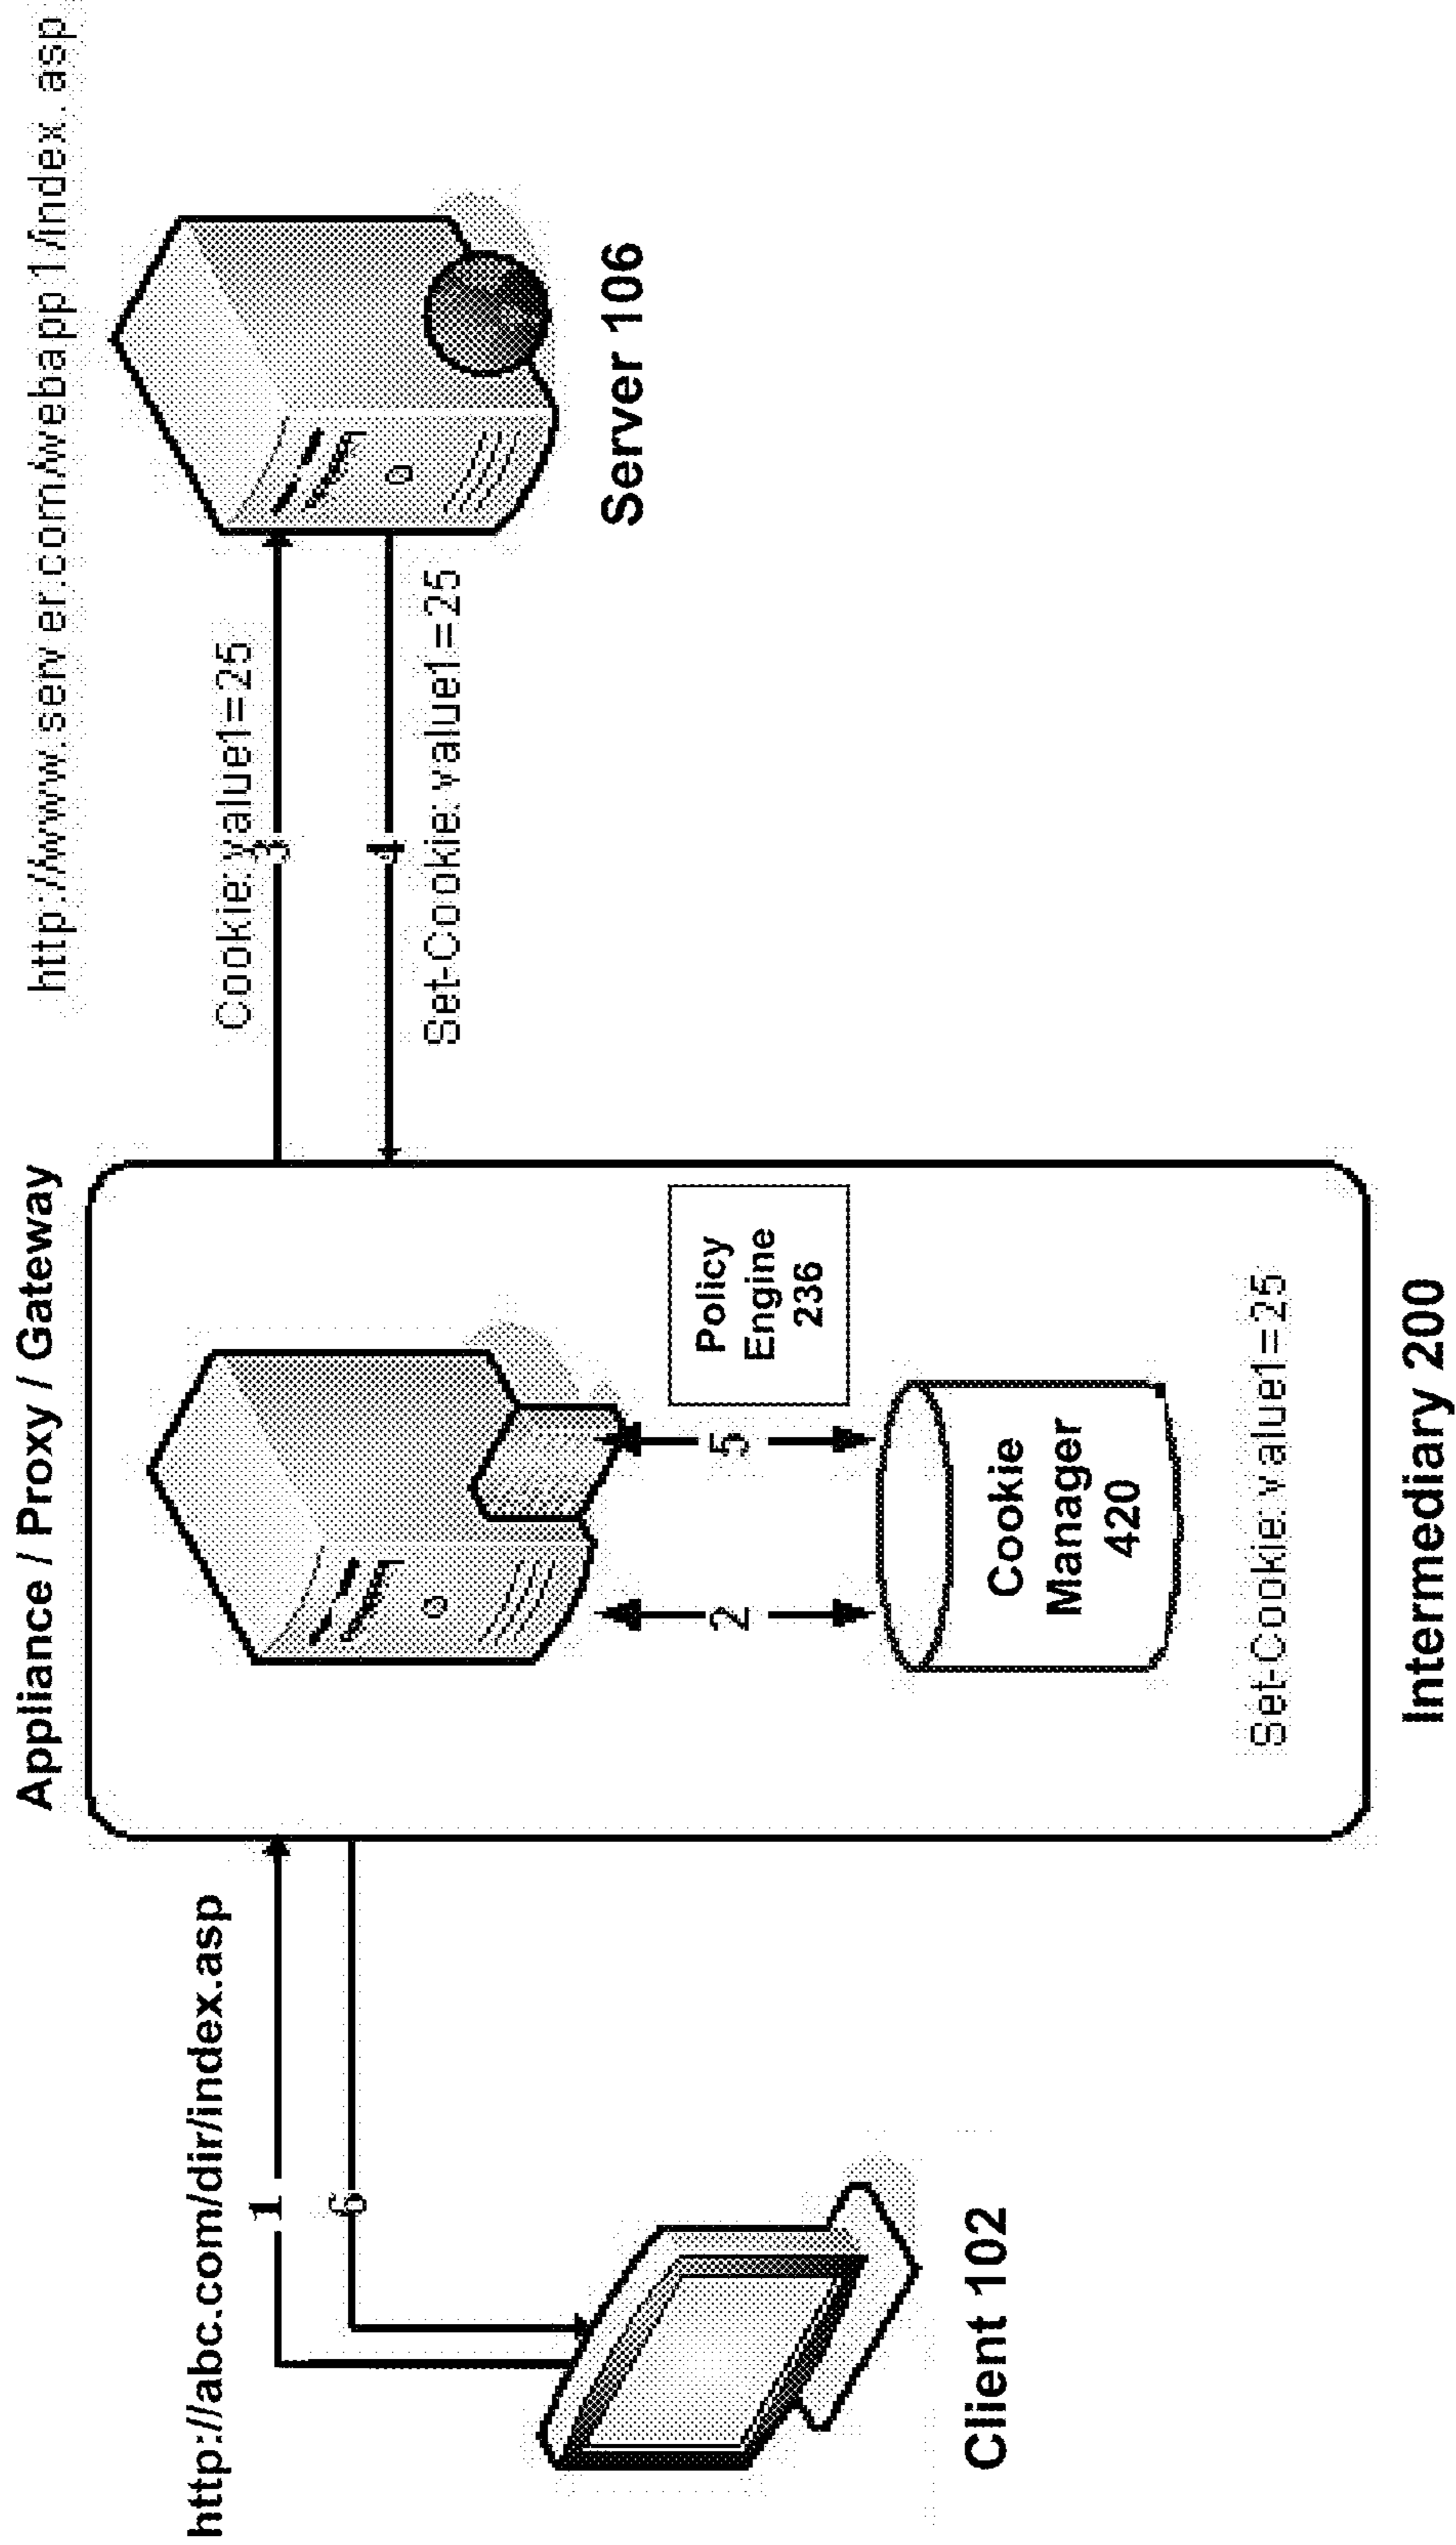 Appliance / Proxy / Gateway
http://www.server.com/webapp1/index.asp
http://abc.com/dir/index.asp
1
6
Cookie: value1=25
3
4
Set-Cookie: value1=25
2
5
Policy
Engine
236
Cookie
Manager
420
Set-Cookie: value1=25
Client 102
Server 106
Intermediary 200